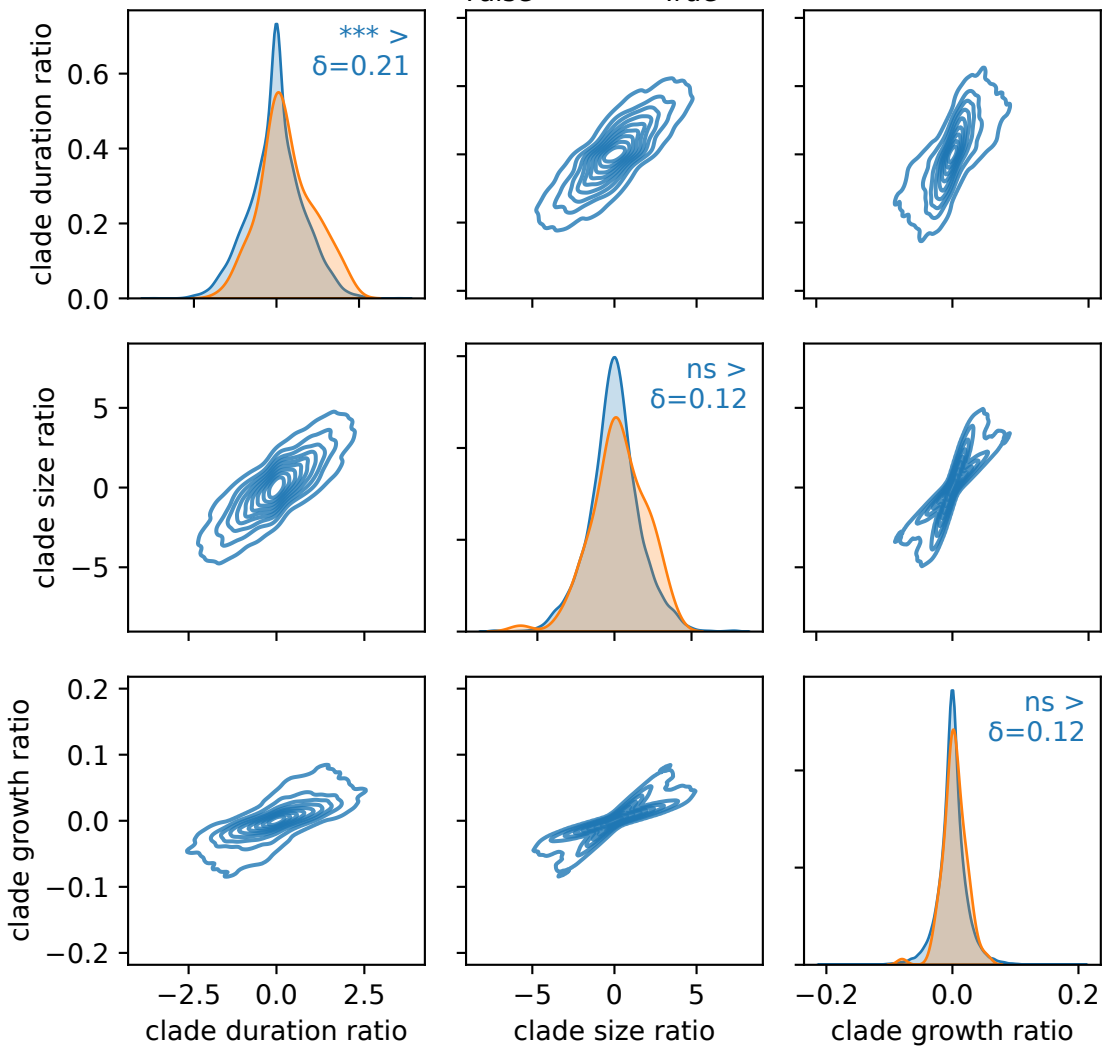 clade duration ratio
0.6
0.4
0.2
0.0
*** >
δ=0.21
clade size ratio
5
0
−5
ns >
δ=0.12
clade growth ratio
0.2
0.1
0.0
−0.1
−0.2
ns >
δ=0.12
−2.5 0.0 2.5
clade duration ratio
−5 0 5
clade size ratio
−0.2 0.0 0.2
clade growth ratio